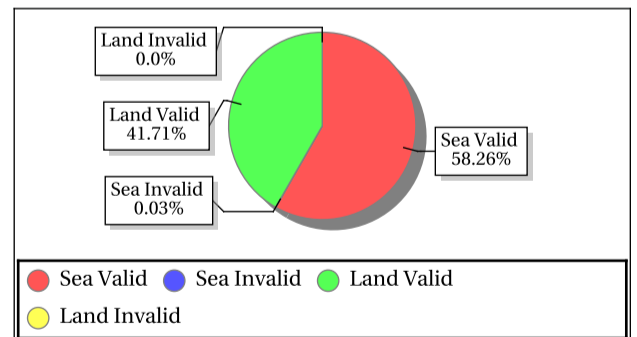 Land Invalid
0.0%
Land Valid
41.71%
Sea Valid
58.26%
Sea Invalid
0.03%
Sea Valid Sea Invalid Land Valid
Land Invalid